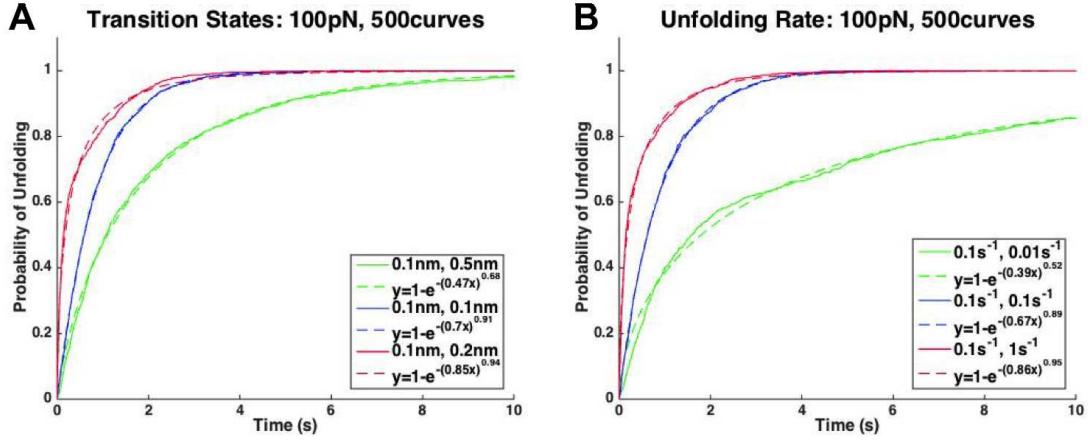 A
Transition States: 100pN, 500curves
Probability of Unfolding
1
0.8
0.6
0.4
0.2
0
0 2 4 6 8 10
Time (s)
0.1nm, 0.5nm
y=1-e^-(0.47x)^0.68
0.1nm, 0.1nm
y=1-e^-(0.7x)^0.91
0.1nm, 0.2nm
y=1-e^-(0.85x)^0.94
B
Unfolding Rate: 100pN, 500curves
Probability of Unfolding
1
0.8
0.6
0.4
0.2
0
0 2 4 6 8 10
Time (s)
0.1s⁻¹, 0.01s⁻¹
y=1-e^-(0.39x)^0.52
0.1s⁻¹, 0.1s⁻¹
y=1-e^-(0.67x)^0.89
0.1s⁻¹, 1s⁻¹
y=1-e^-(0.86x)^0.95